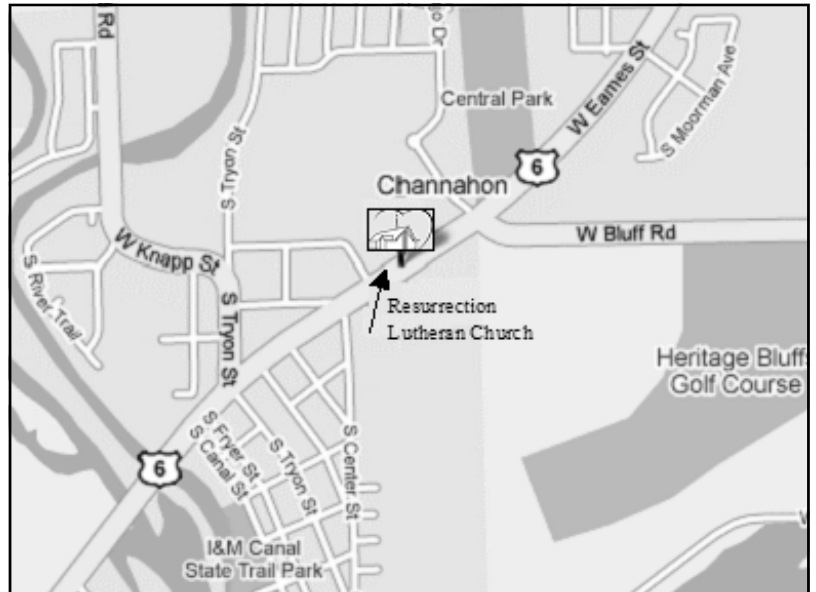 Rd
go Dr
W Eames St
S Moorman Ave
Central Park
6
S Tryon St
Channahon
W Bluff Rd
W Knapp St
S River Trail
Resurrection
Lutheran Church
S Tryon St
Heritage Bluffs
Golf Course
S Fryer St
S Canal St
S Tryon St
S Center St
6
I&M Canal
State Trail Park
W